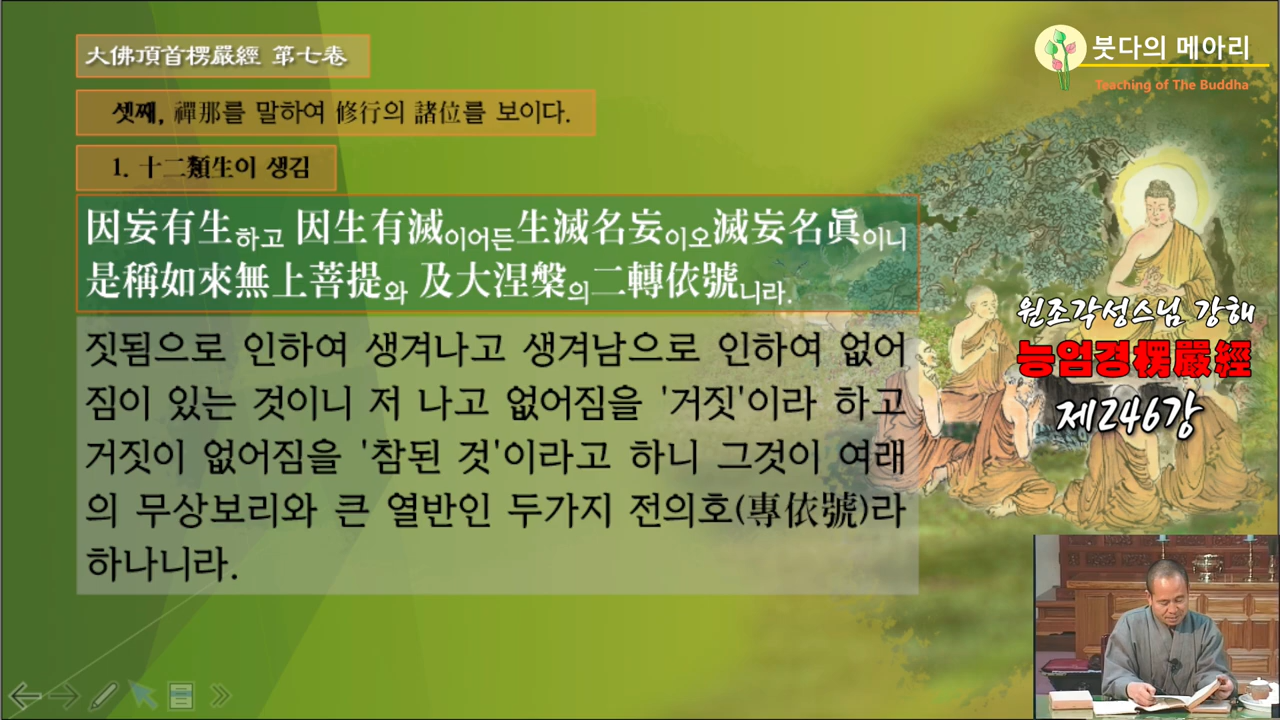 大佛頂首楞嚴經 第七卷
셋째, 禪那를 말하여 修行의 諸位를 보이다.
1. 十二類生이 생김
因妄有生하고 因生有滅이어든生滅名妄이오滅妄名眞이니
是稱如來無上菩提와 及大涅槃의二轉依號니라.
짓됨으로 인하여 생겨나고 생겨남으로 인하여 없어
짐이 있는 것이니 저 나고 없어짐을 '거짓'이라 하고
거짓이 없어짐을 '참된 것'이라고 하니 그것이 여래
의 무상보리와 큰 열반인 두가지 전의호(專依號)라
하나니라.
붓다의 메아리
Teaching of The Buddha
원조각성스님 강해
능엄경楞嚴經
제246강